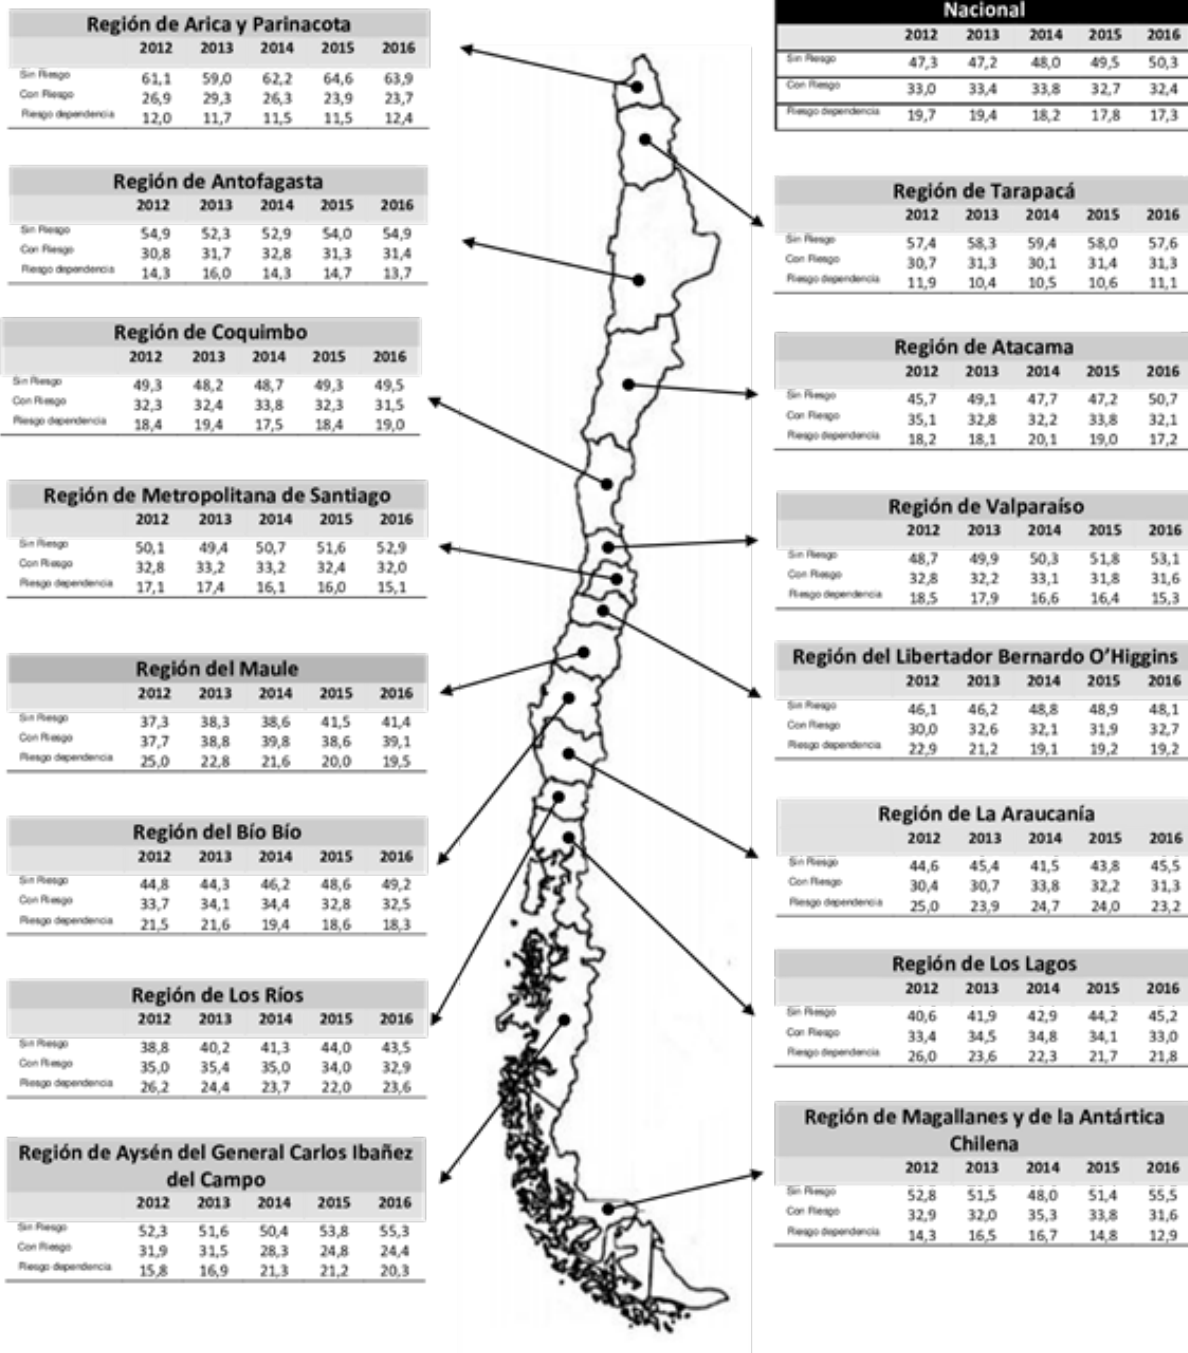 Región de Arica y Parinacota
2012 2013 2014 2015 2016
Sin Riesgo 61,1 59,0 62,2 64,6 63,9
Con Riesgo 26,9 29,3 26,3 23,9 23,7
Riesgo dependencia 12,0 11,7 11,5 11,5 12,4
Región de Antofagasta
2012 2013 2014 2015 2016
Sin Riesgo 54,9 52,3 52,9 54,0 54,9
Con Riesgo 30,8 31,7 32,8 31,3 31,4
Riesgo dependencia 14,3 16,0 14,3 14,7 13,7
Región de Coquimbo
2012 2013 2014 2015 2016
Sin Riesgo 49,3 48,2 48,7 49,3 49,5
Con Riesgo 32,3 32,4 33,8 32,3 31,5
Riesgo dependencia 18,4 19,4 17,5 18,4 19,0
Región de Metropolitana de Santiago
2012 2013 2014 2015 2016
Sin Riesgo 50,1 49,4 50,7 51,6 52,9
Con Riesgo 32,8 33,2 33,2 32,4 32,0
Riesgo dependencia 17,1 17,4 16,1 16,0 15,1
Región del Maule
2012 2013 2014 2015 2016
Sin Riesgo 37,3 38,3 38,6 41,5 41,4
Con Riesgo 37,7 38,8 39,8 38,6 39,1
Riesgo dependencia 25,0 22,8 21,6 20,0 19,5
Región del Bío Bío
2012 2013 2014 2015 2016
Sin Riesgo 44,8 44,3 46,2 48,6 49,2
Con Riesgo 33,7 34,1 34,4 32,8 32,5
Riesgo dependencia 21,5 21,6 19,4 18,6 18,3
Región de Los Ríos
2012 2013 2014 2015 2016
Sin Riesgo 38,8 40,2 41,3 44,0 43,5
Con Riesgo 35,0 35,4 35,0 34,0 32,9
Riesgo dependencia 26,2 24,4 23,7 22,0 23,6
Región de Aysén del General Carlos Ibañez
del Campo
2012 2013 2014 2015 2016
Sin Riesgo 52,3 51,6 50,4 53,8 55,3
Con Riesgo 31,9 31,5 28,3 24,8 24,4
Riesgo dependencia 15,8 16,9 21,3 21,2 20,3
Nacional
2012 2013 2014 2015 2016
Sin Riesgo 47,3 47,2 48,0 49,5 50,3
Con Riesgo 33,0 33,4 33,8 32,7 32,4
Riesgo dependencia 19,7 19,4 18,2 17,8 17,3
Región de Tarapacá
2012 2013 2014 2015 2016
Sin Riesgo 57,4 58,3 59,4 58,0 57,6
Con Riesgo 30,7 31,3 30,1 31,4 31,3
Riesgo dependencia 11,9 10,4 10,5 10,6 11,1
Región de Atacama
2012 2013 2014 2015 2016
Sin Riesgo 45,7 49,1 47,7 47,2 50,7
Con Riesgo 35,1 32,8 32,2 33,8 32,1
Riesgo dependencia 18,2 18,1 20,1 19,0 17,2
Región de Valparaíso
2012 2013 2014 2015 2016
Sin Riesgo 48,7 49,9 50,3 51,8 53,1
Con Riesgo 32,8 32,2 33,1 31,8 31,6
Riesgo dependencia 18,5 17,9 16,6 16,4 15,3
Región del Libertador Bernardo O'Higgins
2012 2013 2014 2015 2016
Sin Riesgo 46,1 46,2 48,8 48,9 48,1
Con Riesgo 30,0 32,6 32,1 31,9 32,7
Riesgo dependencia 22,9 21,2 19,1 19,2 19,2
Región de La Araucanía
2012 2013 2014 2015 2016
Sin Riesgo 44,6 45,4 41,5 43,8 45,5
Con Riesgo 30,4 30,7 33,8 32,2 31,3
Riesgo dependencia 25,0 23,9 24,7 24,0 23,2
Región de Los Lagos
2012 2013 2014 2015 2016
Sin Riesgo 40,6 41,9 42,9 44,2 45,2
Con Riesgo 33,4 34,5 34,8 34,1 33,0
Riesgo dependencia 26,0 23,6 22,3 21,7 21,8
Región de Magallanes y de la Antártica
Chilena
2012 2013 2014 2015 2016
Sin Riesgo 52,8 51,5 48,0 51,4 55,5
Con Riesgo 32,9 32,0 35,3 33,8 31,6
Riesgo dependencia 14,3 16,5 16,7 14,8 12,9